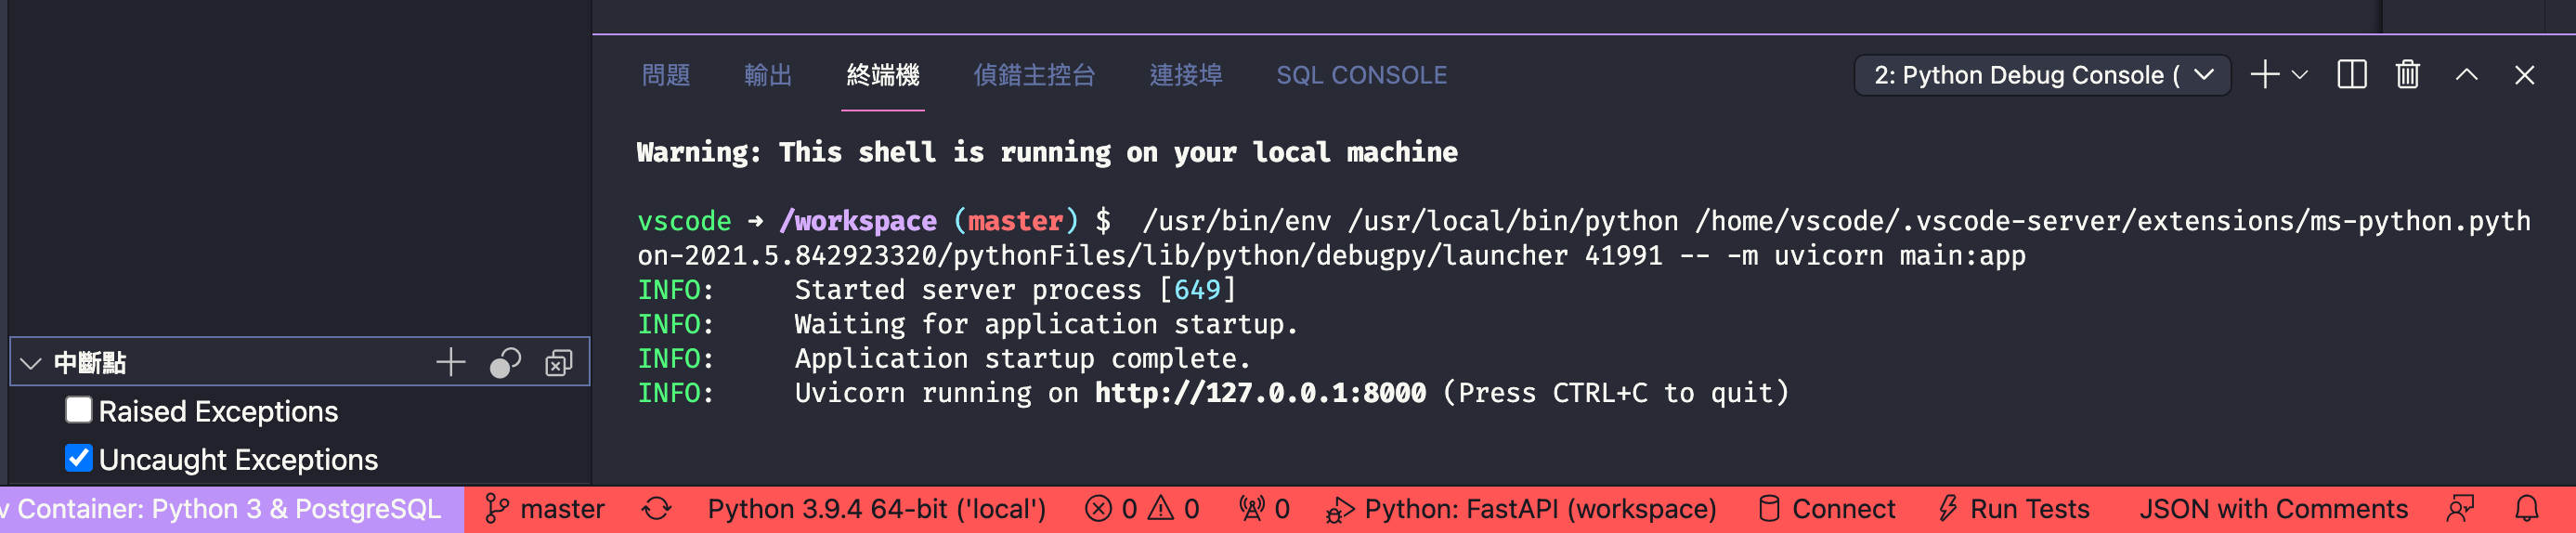 問題 輸出 終端機 偵錯主控台 連接埠 SQL CONSOLE 2: Python Debug Console (
Warning: This shell is running on your local machine
vscode ➜ /workspace (master) $  /usr/bin/env /usr/local/bin/python /home/vscode/.vscode-server/extensions/ms-python.pyth
on-2021.5.842923320/pythonFiles/lib/python/debugpy/launcher 41991 -- -m uvicorn main:app
INFO:     Started server process [649]
INFO:     Waiting for application startup.
INFO:     Application startup complete.
INFO:     Uvicorn running on http://127.0.0.1:8000 (Press CTRL+C to quit)
中斷點
Raised Exceptions
Uncaught Exceptions
v Container: Python 3 & PostgreSQL master Python 3.9.4 64-bit ('local') 0 0 0 Python: FastAPI (workspace) Connect Run Tests JSON with Comments